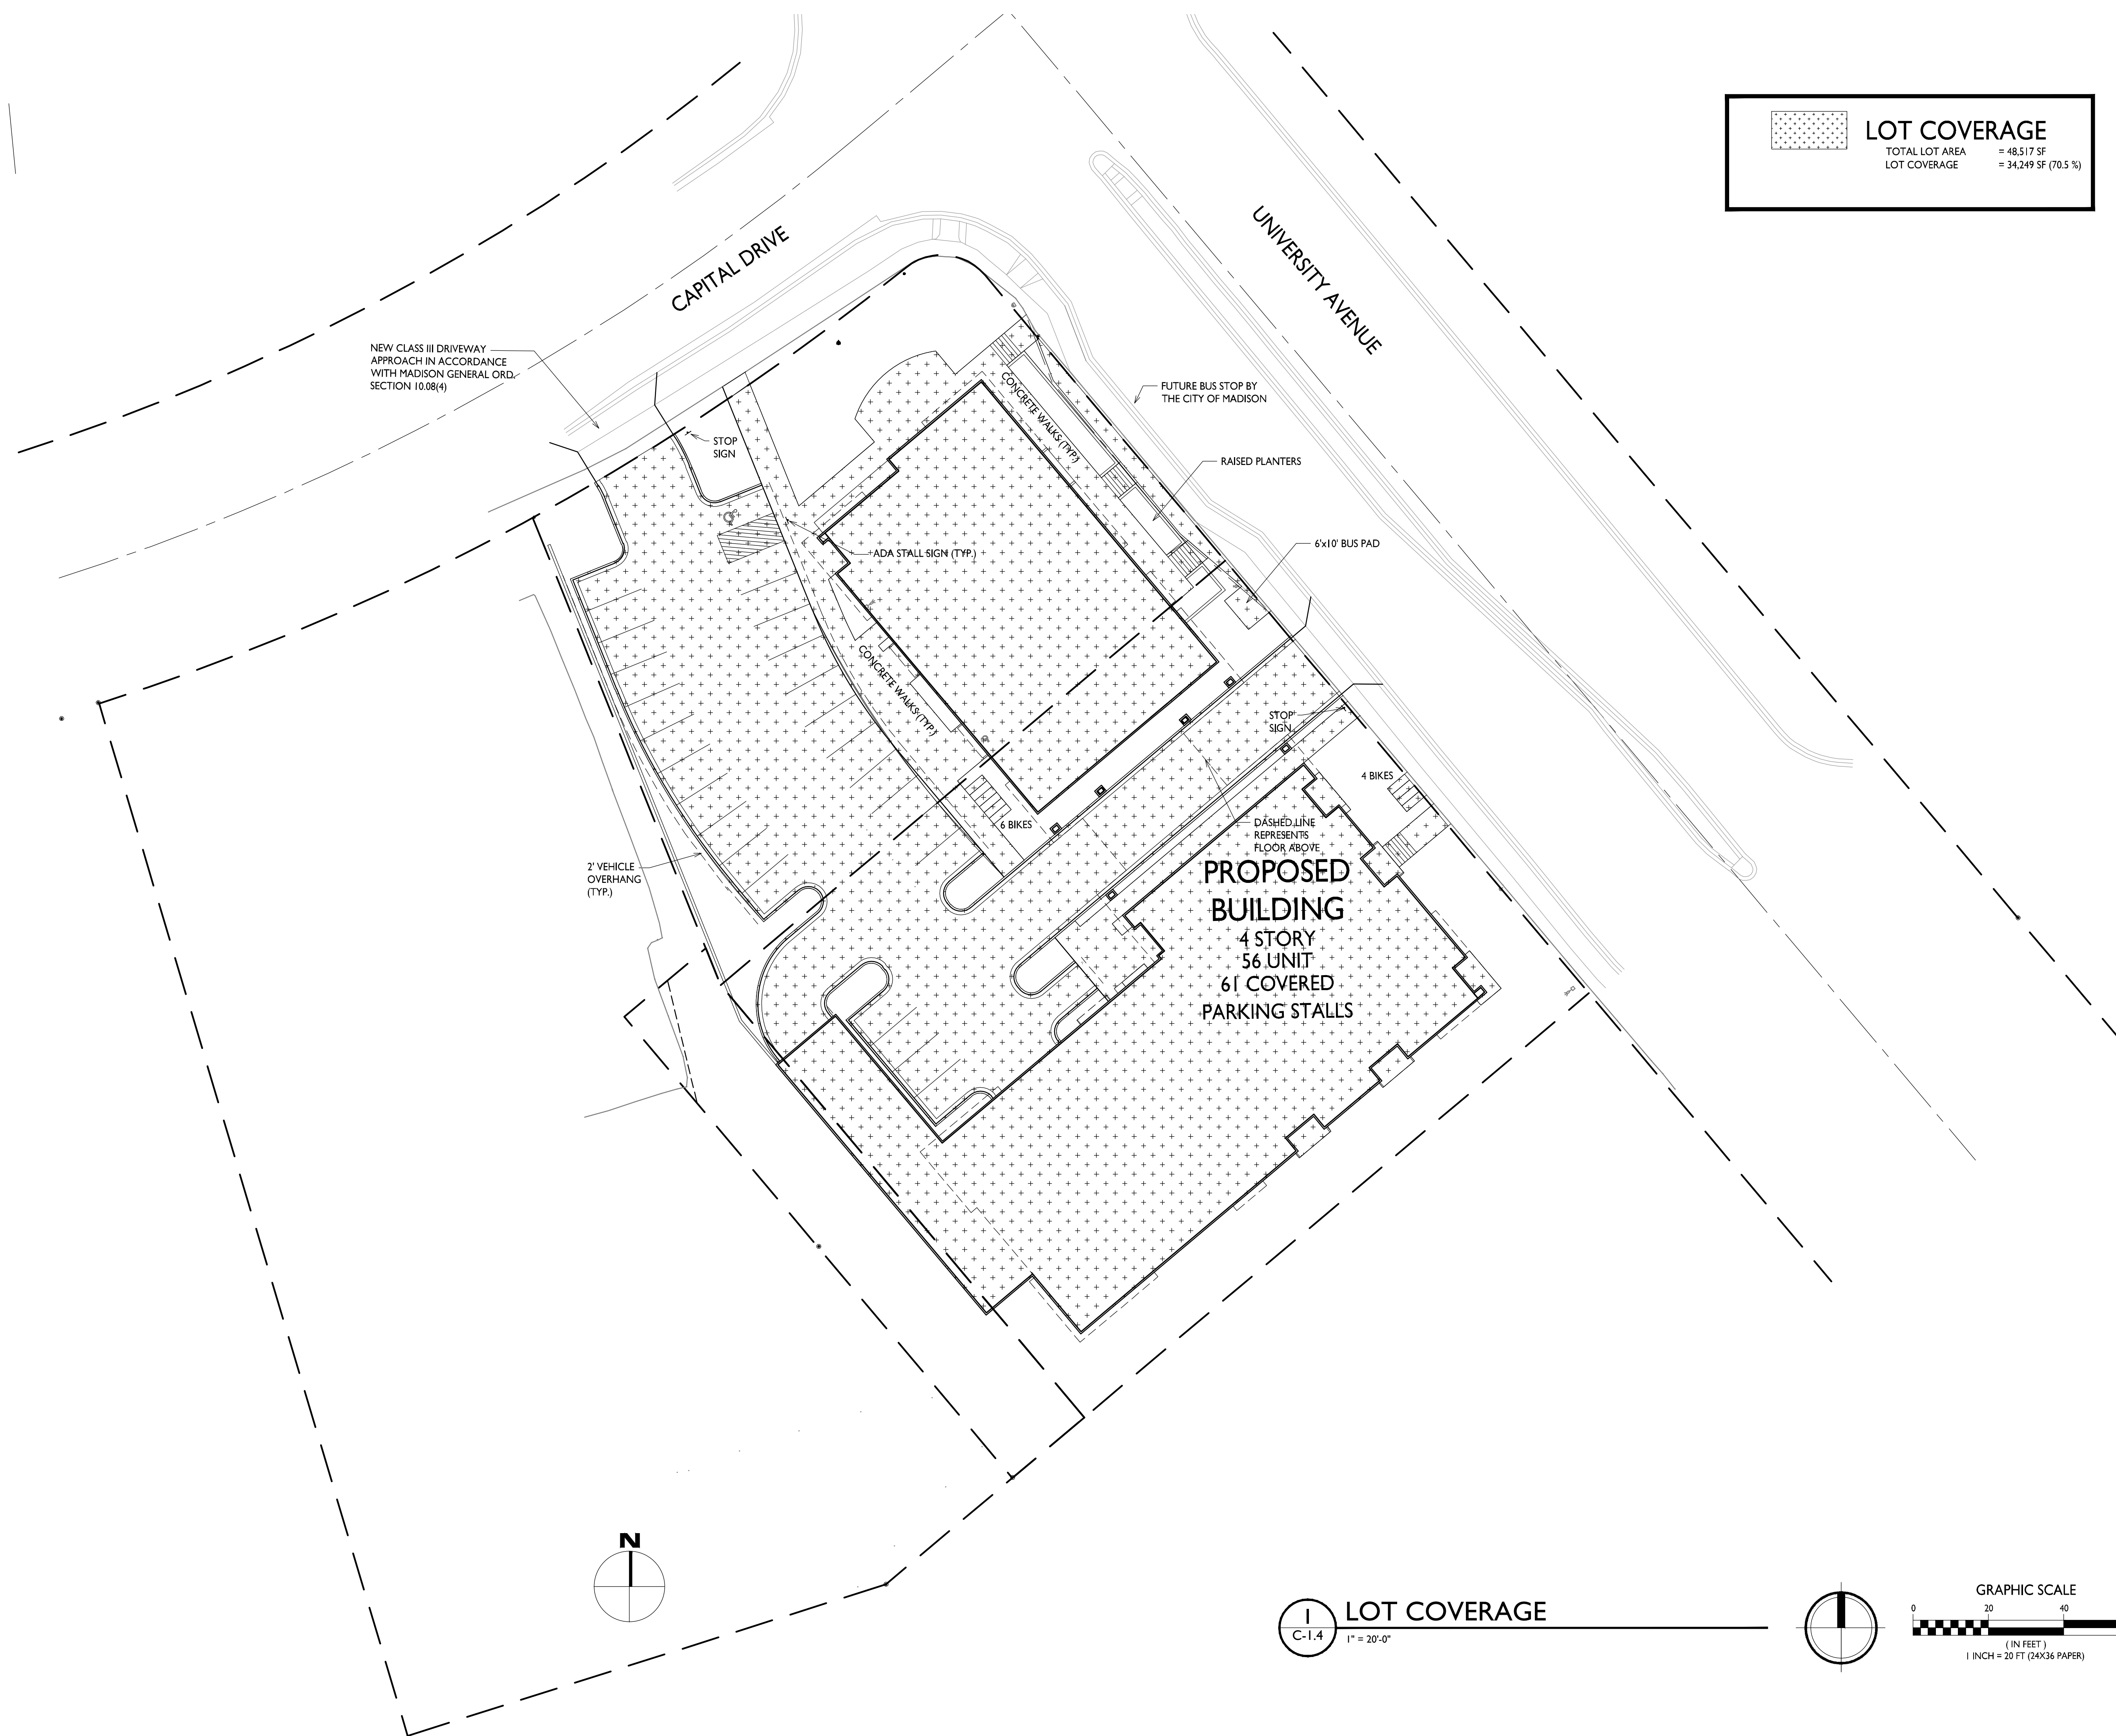 LOT COVERAGE
TOTAL LOT AREA = 48,517 SF
LOT COVERAGE = 34,249 SF (70.5 %)
CAPITAL DRIVE
UNIVERSITY AVENUE
NEW CLASS III DRIVEWAY
APPROACH IN ACCORDANCE
WITH MADISON GENERAL ORD.
SECTION 10.08(4)
STOP
SIGN
CONCRETE WALKS (TYP.)
FUTURE BUS STOP BY
THE CITY OF MADISON
RAISED PLANTERS
6'x10' BUS PAD
ADA STALL SIGN (TYP.)
CONCRETE WALKS (TYP.)
STOP
SIGN
4 BIKES
6 BIKES
DASHED LINE
REPRESENTS
FLOOR ABOVE
2' VEHICLE
OVERHANG
(TYP.)
PROPOSED
BUILDING
4 STORY
56 UNIT
61 COVERED
PARKING STALLS
N
1
C-1.4
LOT COVERAGE
1" = 20'-0"
GRAPHIC SCALE
0 20 40
( IN FEET )
1 INCH = 20 FT (24X36 PAPER)